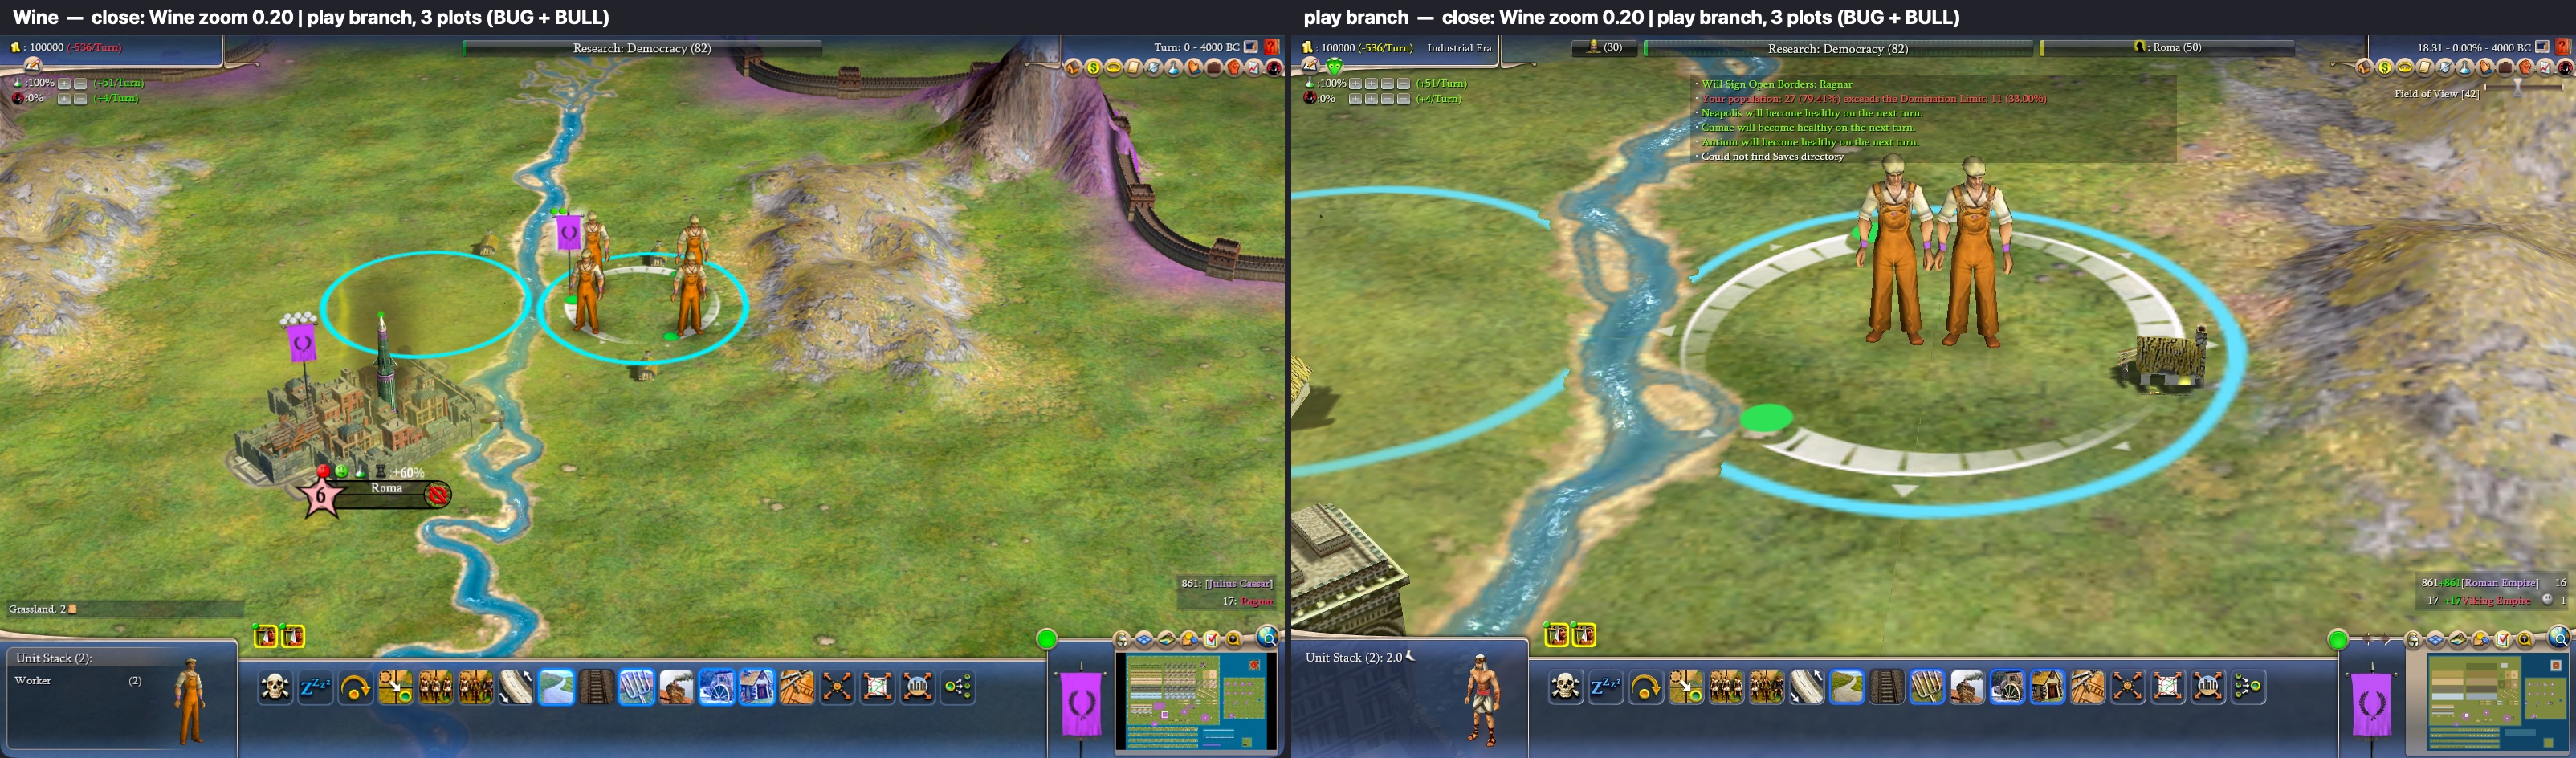 Wine — close: Wine zoom 0.20 | play branch, 3 plots (BUG + BULL)
: 100000 (-536/Turn)
Research: Democracy (82)
Turn: 0 - 4000 BC
:100% (+51/Turn)
:0% (+4/Turn)
+60%
Roma
6
861: [Julius Caesar]
17: Ragnar
Grassland, 2
Unit Stack (2):
Worker (2)
play branch — close: Wine zoom 0.20 | play branch, 3 plots (BUG + BULL)
: 100000 (-536/Turn) Industrial Era
(30)
Research: Democracy (82)
: Roma (50)
18.31 - 0.00% - 4000 BC
:100% (+51/Turn)
:0% (+4/Turn)
Field of View [42]
· Will Sign Open Borders: Ragnar
· Your population: 27 (79.41%) exceeds the Domination Limit: 11 (33.00%)
· Neapolis will become healthy on the next turn.
· Cumae will become healthy on the next turn.
· Antium will become healthy on the next turn.
· Could not find Saves directory
861 +861 [Roman Empire] 16
17 +17 Viking Empire 1
Unit Stack (2): 2.0